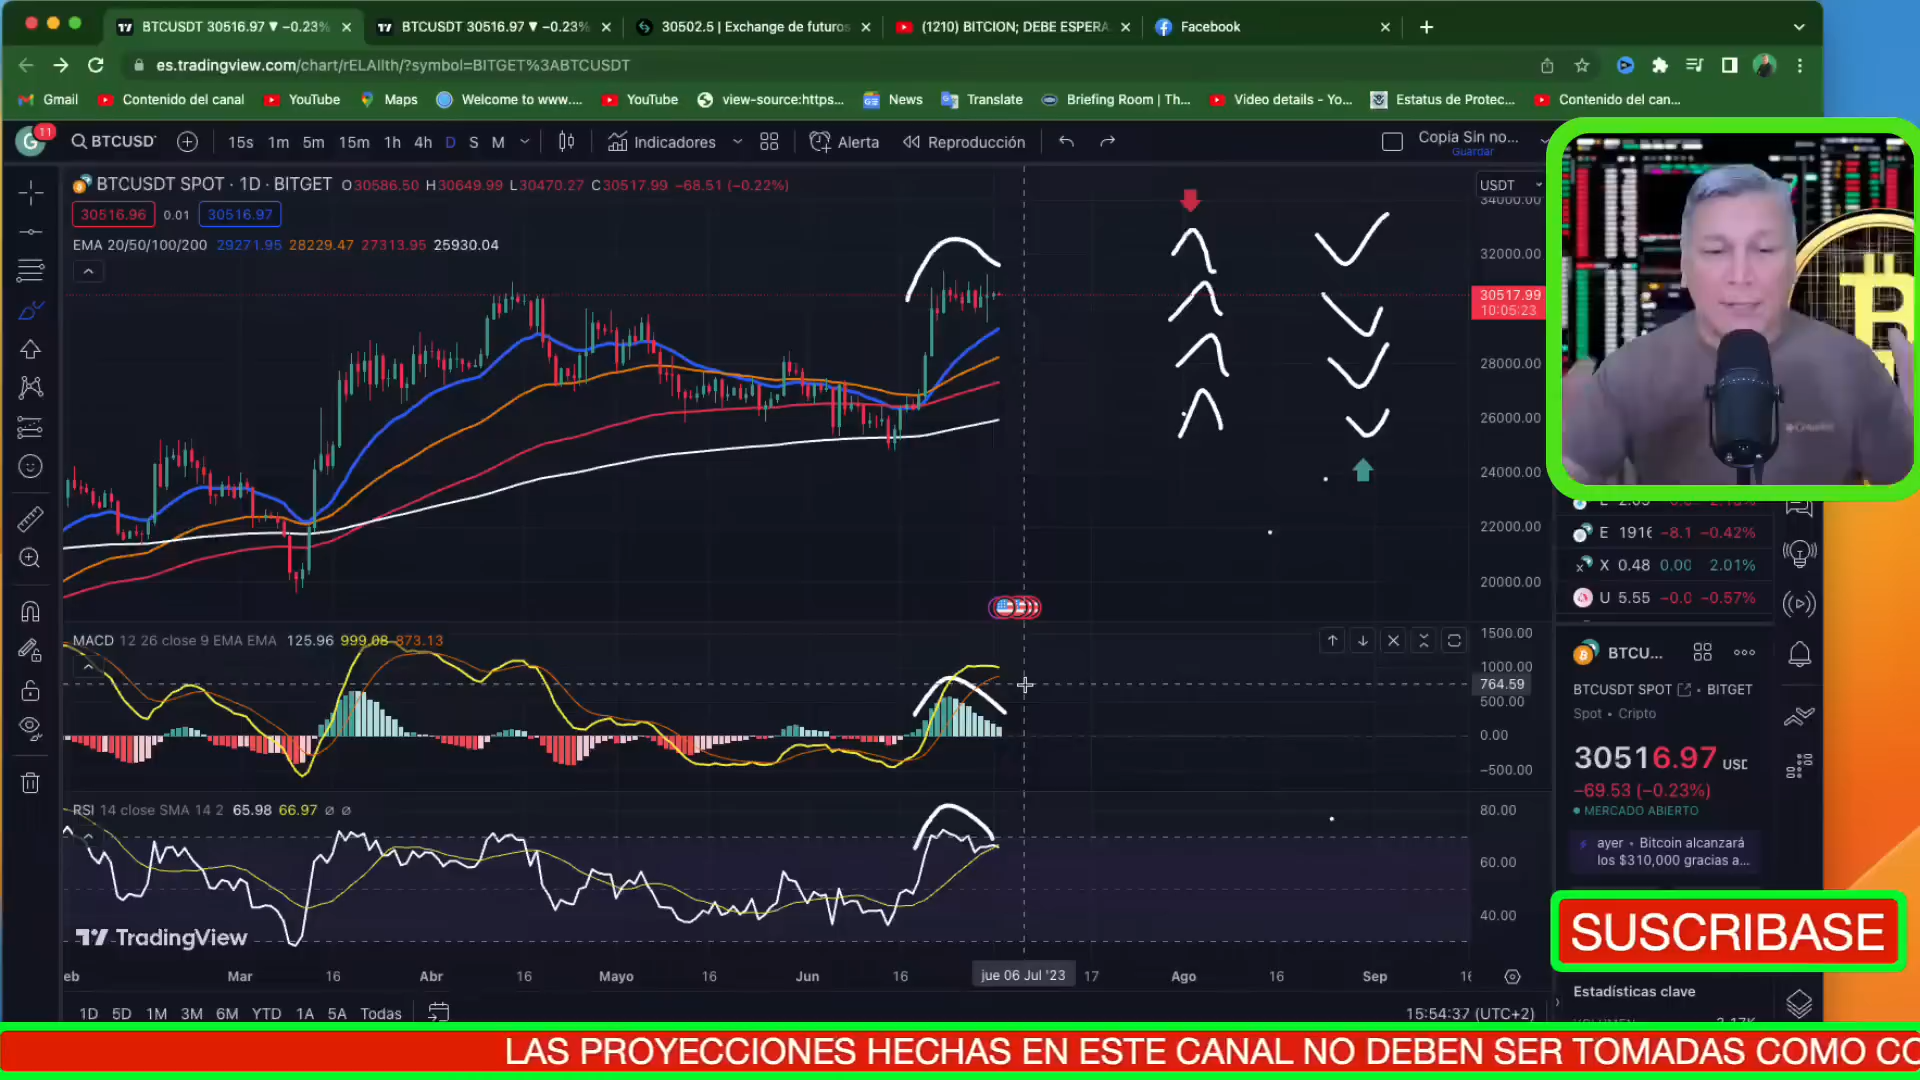 BTCUSDT 30516.97 ▼ −0.23%
BTCUSDT 30516.97 ▼ −0.23%
30502.5 | Exchange de futuros
(1210) BITCION; DEBE ESPERA
Facebook
es.tradingview.com/chart/rELAIlth/?symbol=BITGET%3ABTCUSDT
Gmail
Contenido del canal
YouTube
Maps
Welcome to www....
YouTube
view-source:https...
News
Translate
Briefing Room | Th...
Video details - Yo...
Estatus de Protec...
Contenido del can...
G
11
BTCUSD
15s 1m 5m 15m 1h 4h D S M
Indicadores
Alerta
Reproducción
Copia Sin no...
Guardar
BTCUSDT SPOT · 1D · BITGET O30586.50 H30649.99 L30470.27 C30517.99 −68.51 (−0.22%)
USDT
30516.96 0.01 30516.97
EMA 20/50/100/200 29271.95 28229.47 27313.95 25930.04
34000.00
32000.00
30517.99
10:05:23
28000.00
26000.00
24000.00
22000.00
20000.00
MACD 12 26 close 9 EMA EMA 125.96 999.08 873.13
1500.00
1000.00
764.59
500.00
0.00
−500.00
RSI 14 close SMA 14 2 65.98 66.97 ∅ ∅
80.00
60.00
40.00
TradingView
eb Mar 16 Abr 16 Mayo 16 Jun 16 jue 06 Jul '23 17 Ago 16 Sep
1D 5D 1M 3M 6M YTD 1A 5A Todas
15:54:37 (UTC+2)
E 1916 −8.1 −0.42%
X 0.48 0.00 2.01%
U 5.55 −0.0 −0.57%
BTCU...
BTCUSDT SPOT · BITGET
Spot · Cripto
30516.97 USD
−69.53 (−0.23%)
MERCADO ABIERTO
ayer · Bitcoin alcanzará
los $310,000 gracias a...
SUSCRIBASE
Estadísticas clave
LAS PROYECCIONES HECHAS EN ESTE CANAL NO DEBEN SER TOMADAS COMO CO